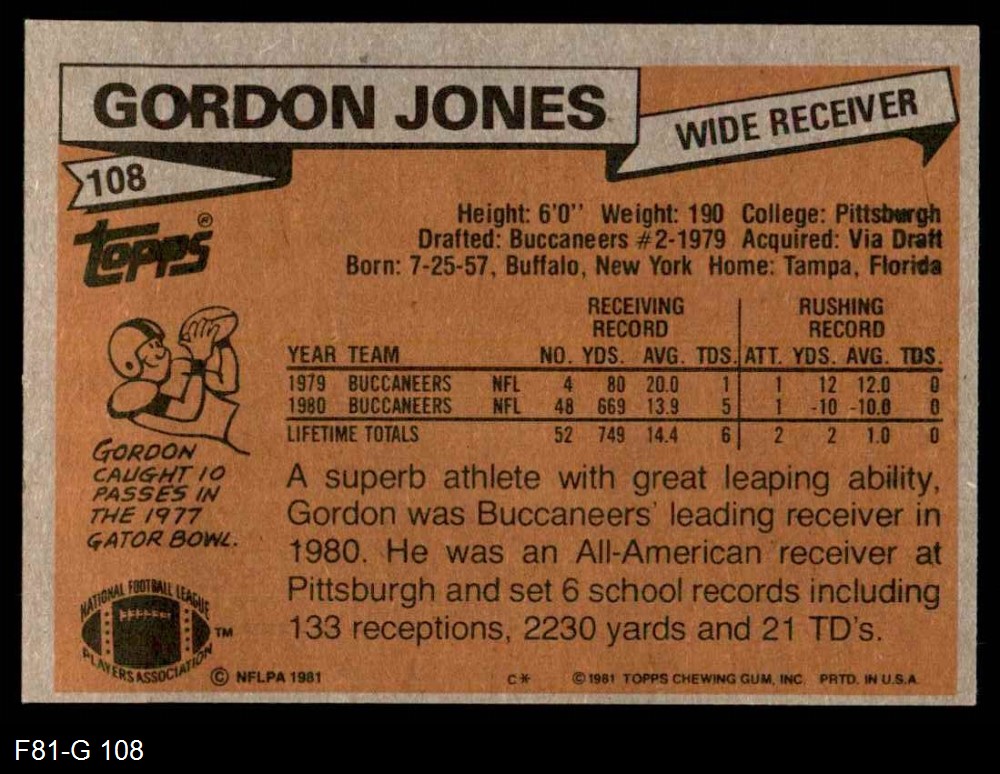 GORDON JONES
WIDE RECEIVER
108
topps®
Height: 6'0'' Weight: 190 College: Pittsburgh
Drafted: Buccaneers #2-1979 Acquired: Via Draft
Born: 7-25-57, Buffalo, New York Home: Tampa, Florida
RECEIVING RUSHING
RECORD RECORD
YEAR TEAM NO. YDS. AVG. TDS. ATT. YDS. AVG. TDS.
1979 BUCCANEERS NFL 4 80 20.0 1 1 12 12.0 0
1980 BUCCANEERS NFL 48 669 13.9 5 1 -10 -10.0 0
LIFETIME TOTALS 52 749 14.4 6 2 2 1.0 0
GORDON
CAUGHT 10
PASSES IN
THE 1977
GATOR BOWL.
A superb athlete with great leaping ability,
Gordon was Buccaneers' leading receiver in
1980. He was an All-American receiver at
Pittsburgh and set 6 school records including
133 receptions, 2230 yards and 21 TD's.
NATIONAL FOOTBALL LEAGUE
PLAYERS ASSOCIATION
TM
© NFLPA 1981
C*
© 1981 TOPPS CHEWING GUM, INC. PRTD. IN U.S.A.
F81-G 108